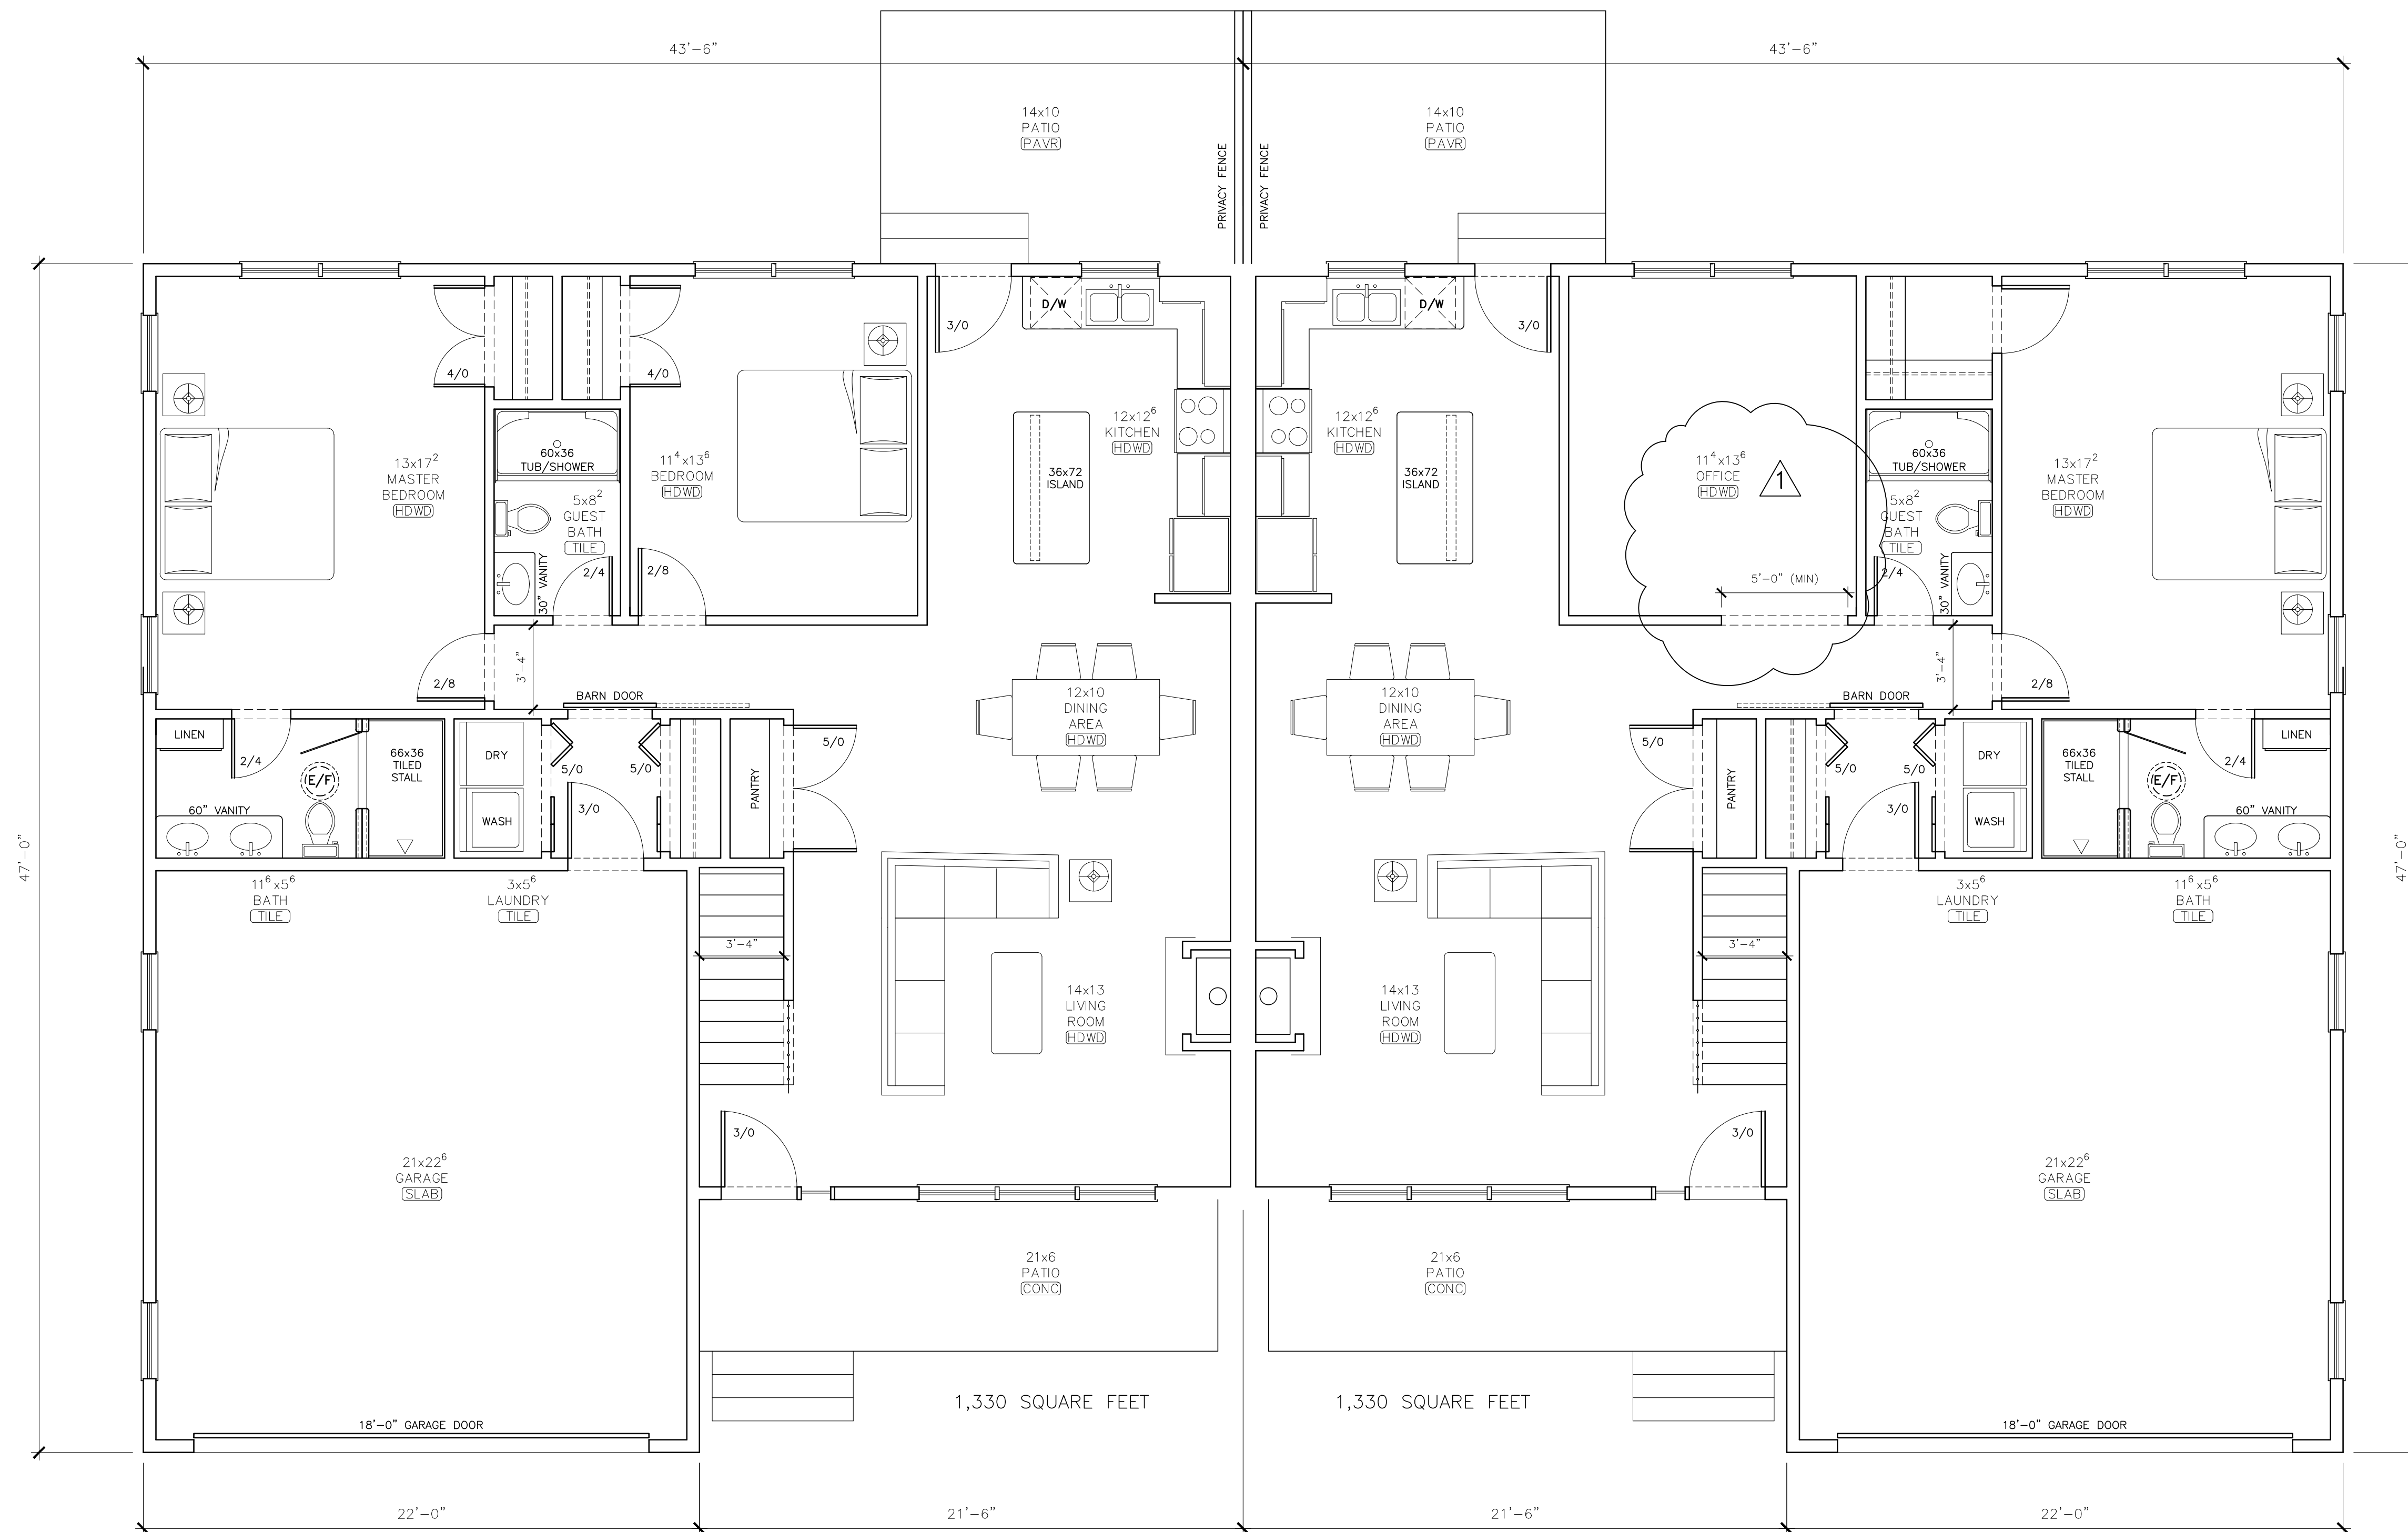 43'-6"
43'-6"
14x10
PATIO
PAVR
PRIVACY FENCE
PRIVACY FENCE
14x10
PATIO
PAVR
3/0
D/W
D/W
3/0
4/0
4/0
13x17²
MASTER
BEDROOM
HDWD
60x36
TUB/SHOWER
5x8²
GUEST
BATH
TILE
30" VANITY
2/4
11⁴x13⁶
BEDROOM
HDWD
2/8
36x72
ISLAND
12x12⁶
KITCHEN
HDWD
12x12⁶
KITCHEN
HDWD
36x72
ISLAND
11⁴x13⁶
OFFICE
HDWD
1
5'-0" (MIN)
60x36
TUB/SHOWER
5x8²
GUEST
BATH
TILE
2/4
30" VANITY
13x17²
MASTER
BEDROOM
HDWD
2/8
3'-4"
BARN DOOR
12x10
DINING
AREA
HDWD
12x10
DINING
AREA
HDWD
BARN DOOR
3'-4"
2/8
LINEN
2/4
E/F
60" VANITY
66x36
TILED
STALL
DRY
WASH
5/0
5/0
3/0
PANTRY
5/0
5/0
PANTRY
5/0
5/0
3/0
DRY
WASH
66x36
TILED
STALL
E/F
2/4
LINEN
60" VANITY
47'-0"
47'-0"
11⁶x5⁶
BATH
TILE
3x5⁶
LAUNDRY
TILE
3x5⁶
LAUNDRY
TILE
11⁶x5⁶
BATH
TILE
3'-4"
3'-4"
14x13
LIVING
ROOM
HDWD
14x13
LIVING
ROOM
HDWD
3/0
3/0
21x22⁶
GARAGE
SLAB
21x22⁶
GARAGE
SLAB
21x6
PATIO
CONC
21x6
PATIO
CONC
1,330 SQUARE FEET
1,330 SQUARE FEET
18'-0" GARAGE DOOR
18'-0" GARAGE DOOR
22'-0"
21'-6"
21'-6"
22'-0"